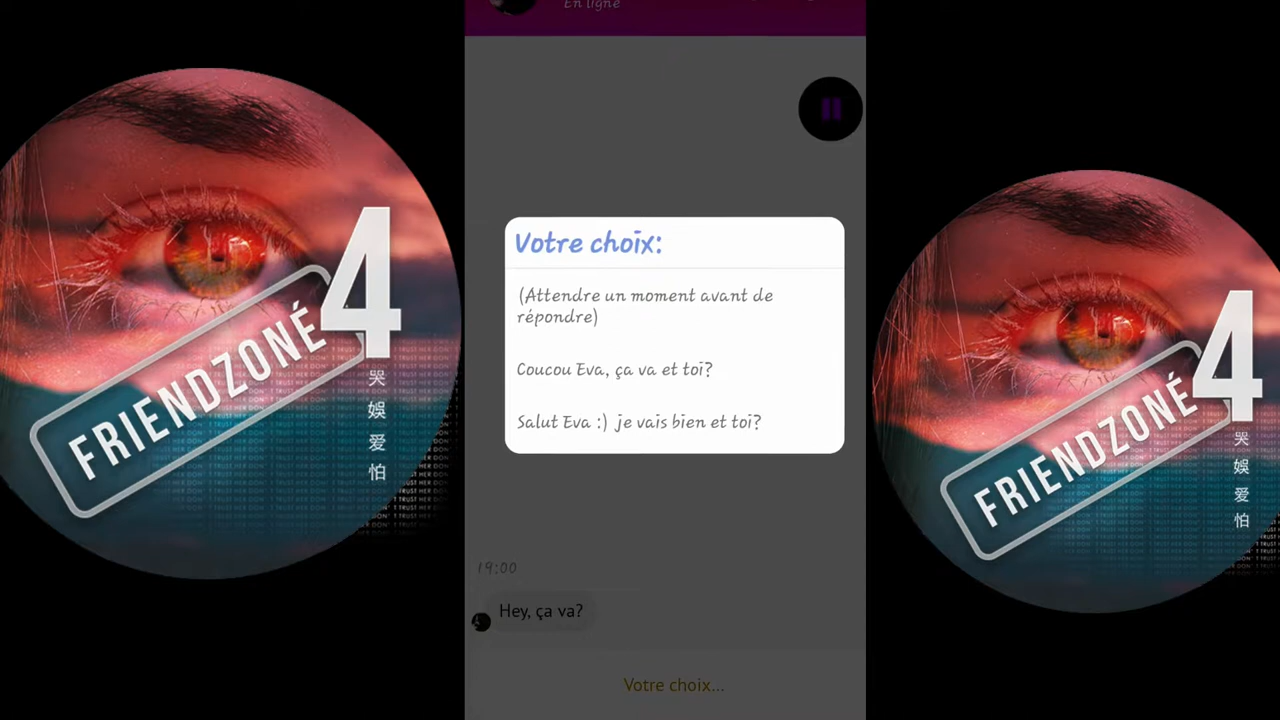 En ligne
Votre choix:
(Attendre un moment avant de
répondre)
Coucou Eva, ça va et toi?
Salut Eva :) je vais bien et toi?
19:00
Hey, ça va?
Votre choix...
FRIENDZONÉ
4
哭
娛
爱
怕
FRIENDZONÉ
4
哭
娛
爱
怕